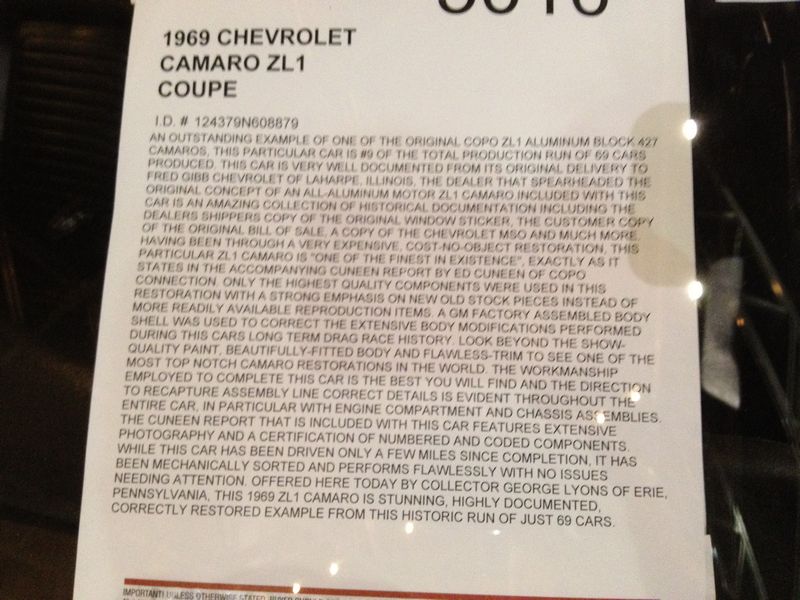 1969 CHEVROLET
CAMARO ZL1
COUPE
I.D. # 124379N608879
AN OUTSTANDING EXAMPLE OF ONE OF THE ORIGINAL COPO ZL1 ALUMINUM BLOCK 427
CAMAROS, THIS PARTICULAR CAR IS #9 OF THE TOTAL PRODUCTION RUN OF 69 CARS
PRODUCED. THIS CAR IS VERY WELL DOCUMENTED FROM ITS ORIGINAL DELIVERY TO
FRED GIBB CHEVROLET OF LAHARPE, ILLINOIS, THE DEALER THAT SPEARHEADED THE
ORIGINAL CONCEPT OF AN ALL-ALUMINUM MOTOR ZL1 CAMARO INCLUDED WITH THIS
CAR IS AN AMAZING COLLECTION OF HISTORICAL DOCUMENTATION INCLUDING THE
DEALERS SHIPPERS COPY OF THE ORIGINAL WINDOW STICKER, THE CUSTOMER COPY
OF THE ORIGINAL BILL OF SALE, A COPY OF THE CHEVROLET MSO AND MUCH MORE.
HAVING BEEN THROUGH A VERY EXPENSIVE, COST-NO-OBJECT RESTORATION, THIS
PARTICULAR ZL1 CAMARO IS "ONE OF THE FINEST IN EXISTENCE", EXACTLY AS IT
STATES IN THE ACCOMPANYING CUNEEN REPORT BY ED CUNEEN OF COPO
CONNECTION. ONLY THE HIGHEST QUALITY COMPONENTS WERE USED IN THIS
RESTORATION WITH A STRONG EMPHASIS ON NEW OLD STOCK PIECES INSTEAD OF
MORE READILY AVAILABLE REPRODUCTION ITEMS. A GM FACTORY ASSEMBLED BODY
SHELL WAS USED TO CORRECT THE EXTENSIVE BODY MODIFICATIONS PERFORMED
DURING THIS CARS LONG TERM DRAG RACE HISTORY. LOOK BEYOND THE SHOW-
QUALITY PAINT, BEAUTIFULLY-FITTED BODY AND FLAWLESS-TRIM TO SEE ONE OF THE
MOST TOP NOTCH CAMARO RESTORATIONS IN THE WORLD. THE WORKMANSHIP
EMPLOYED TO COMPLETE THIS CAR IS THE BEST YOU WILL FIND AND THE DIRECTION
TO RECAPTURE ASSEMBLY LINE CORRECT DETAILS IS EVIDENT THROUGHOUT THE
ENTIRE CAR, IN PARTICULAR WITH ENGINE COMPARTMENT AND CHASSIS ASSEMBLIES.
THE CUNEEN REPORT THAT IS INCLUDED WITH THIS CAR FEATURES EXTENSIVE
PHOTOGRAPHY AND A CERTIFICATION OF NUMBERED AND CODED COMPONENTS.
WHILE THIS CAR HAS BEEN DRIVEN ONLY A FEW MILES SINCE COMPLETION, IT HAS
BEEN MECHANICALLY SORTED AND PERFORMS FLAWLESSLY WITH NO ISSUES
NEEDING ATTENTION. OFFERED HERE TODAY BY COLLECTOR GEORGE LYONS OF ERIE,
PENNSYLVANIA, THIS 1969 ZL1 CAMARO IS STUNNING, HIGHLY DOCUMENTED,
CORRECTLY RESTORED EXAMPLE FROM THIS HISTORIC RUN OF JUST 69 CARS.
IMPORTANT! UNLESS OTHERWISE STATED,